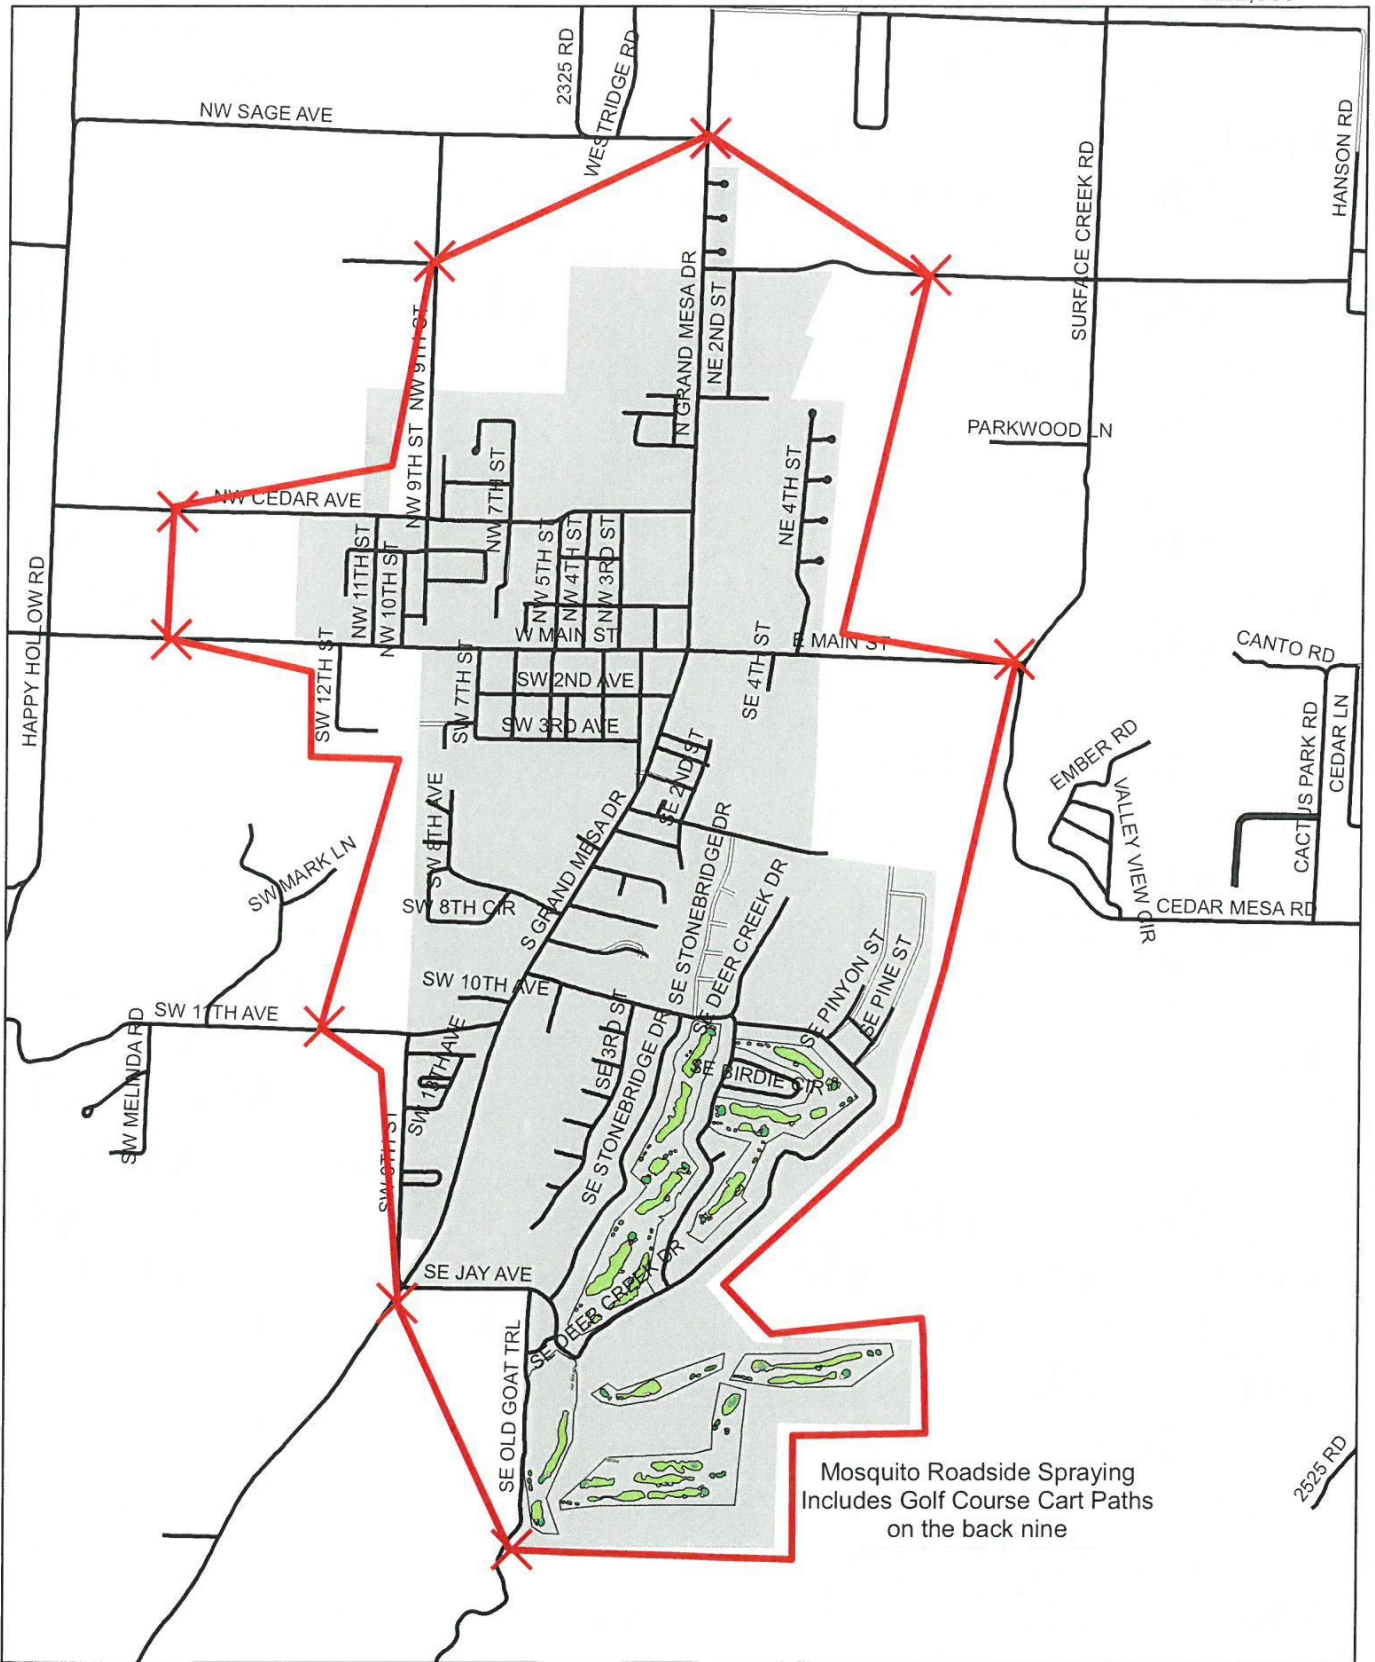 2325 RD
WESTRIDGE RD
NW SAGE AVE
HANSON RD
SURFACE CREEK RD
N GRAND MESA DR
NE 2ND ST
NW 9TH ST
NW 9TH ST
NW 9TH ST
PARKWOOD LN
NW 7TH ST
NE 4TH ST
NW CEDAR AVE
NW 11TH ST
NW 10TH ST
NW 5TH ST
NW 4TH ST
NW 3RD ST
HAPPY HOLLOW RD
W MAIN ST
E MAIN ST
SW 12TH ST
SW 7TH ST
SW 2ND AVE
SE 4TH ST
CANTO RD
SW 3RD AVE
CEDAR LN
CACTUS PARK RD
EMBER RD
SE 2ND ST
VALLEY VIEW CIR
SW 8TH AVE
S GRAND MESA DR
SE STONEBRIDGE DR
SW MARK LN
SW 8TH CIR
SE DEER CREEK DR
CEDAR MESA RD
SW 10TH AVE
SE PINYON ST
SE PINE ST
SW 11TH AVE
SW MELINDA RD
SW 13TH AVE
SE 3RD ST
SE BIRDIE CIR
SE STONEBRIDGE DR
SW 9TH ST
SE JAY AVE
SE DEER CREEK DR
SE OLD GOAT TRL
2525 RD
Mosquito Roadside Spraying
Includes Golf Course Cart Paths
on the back nine